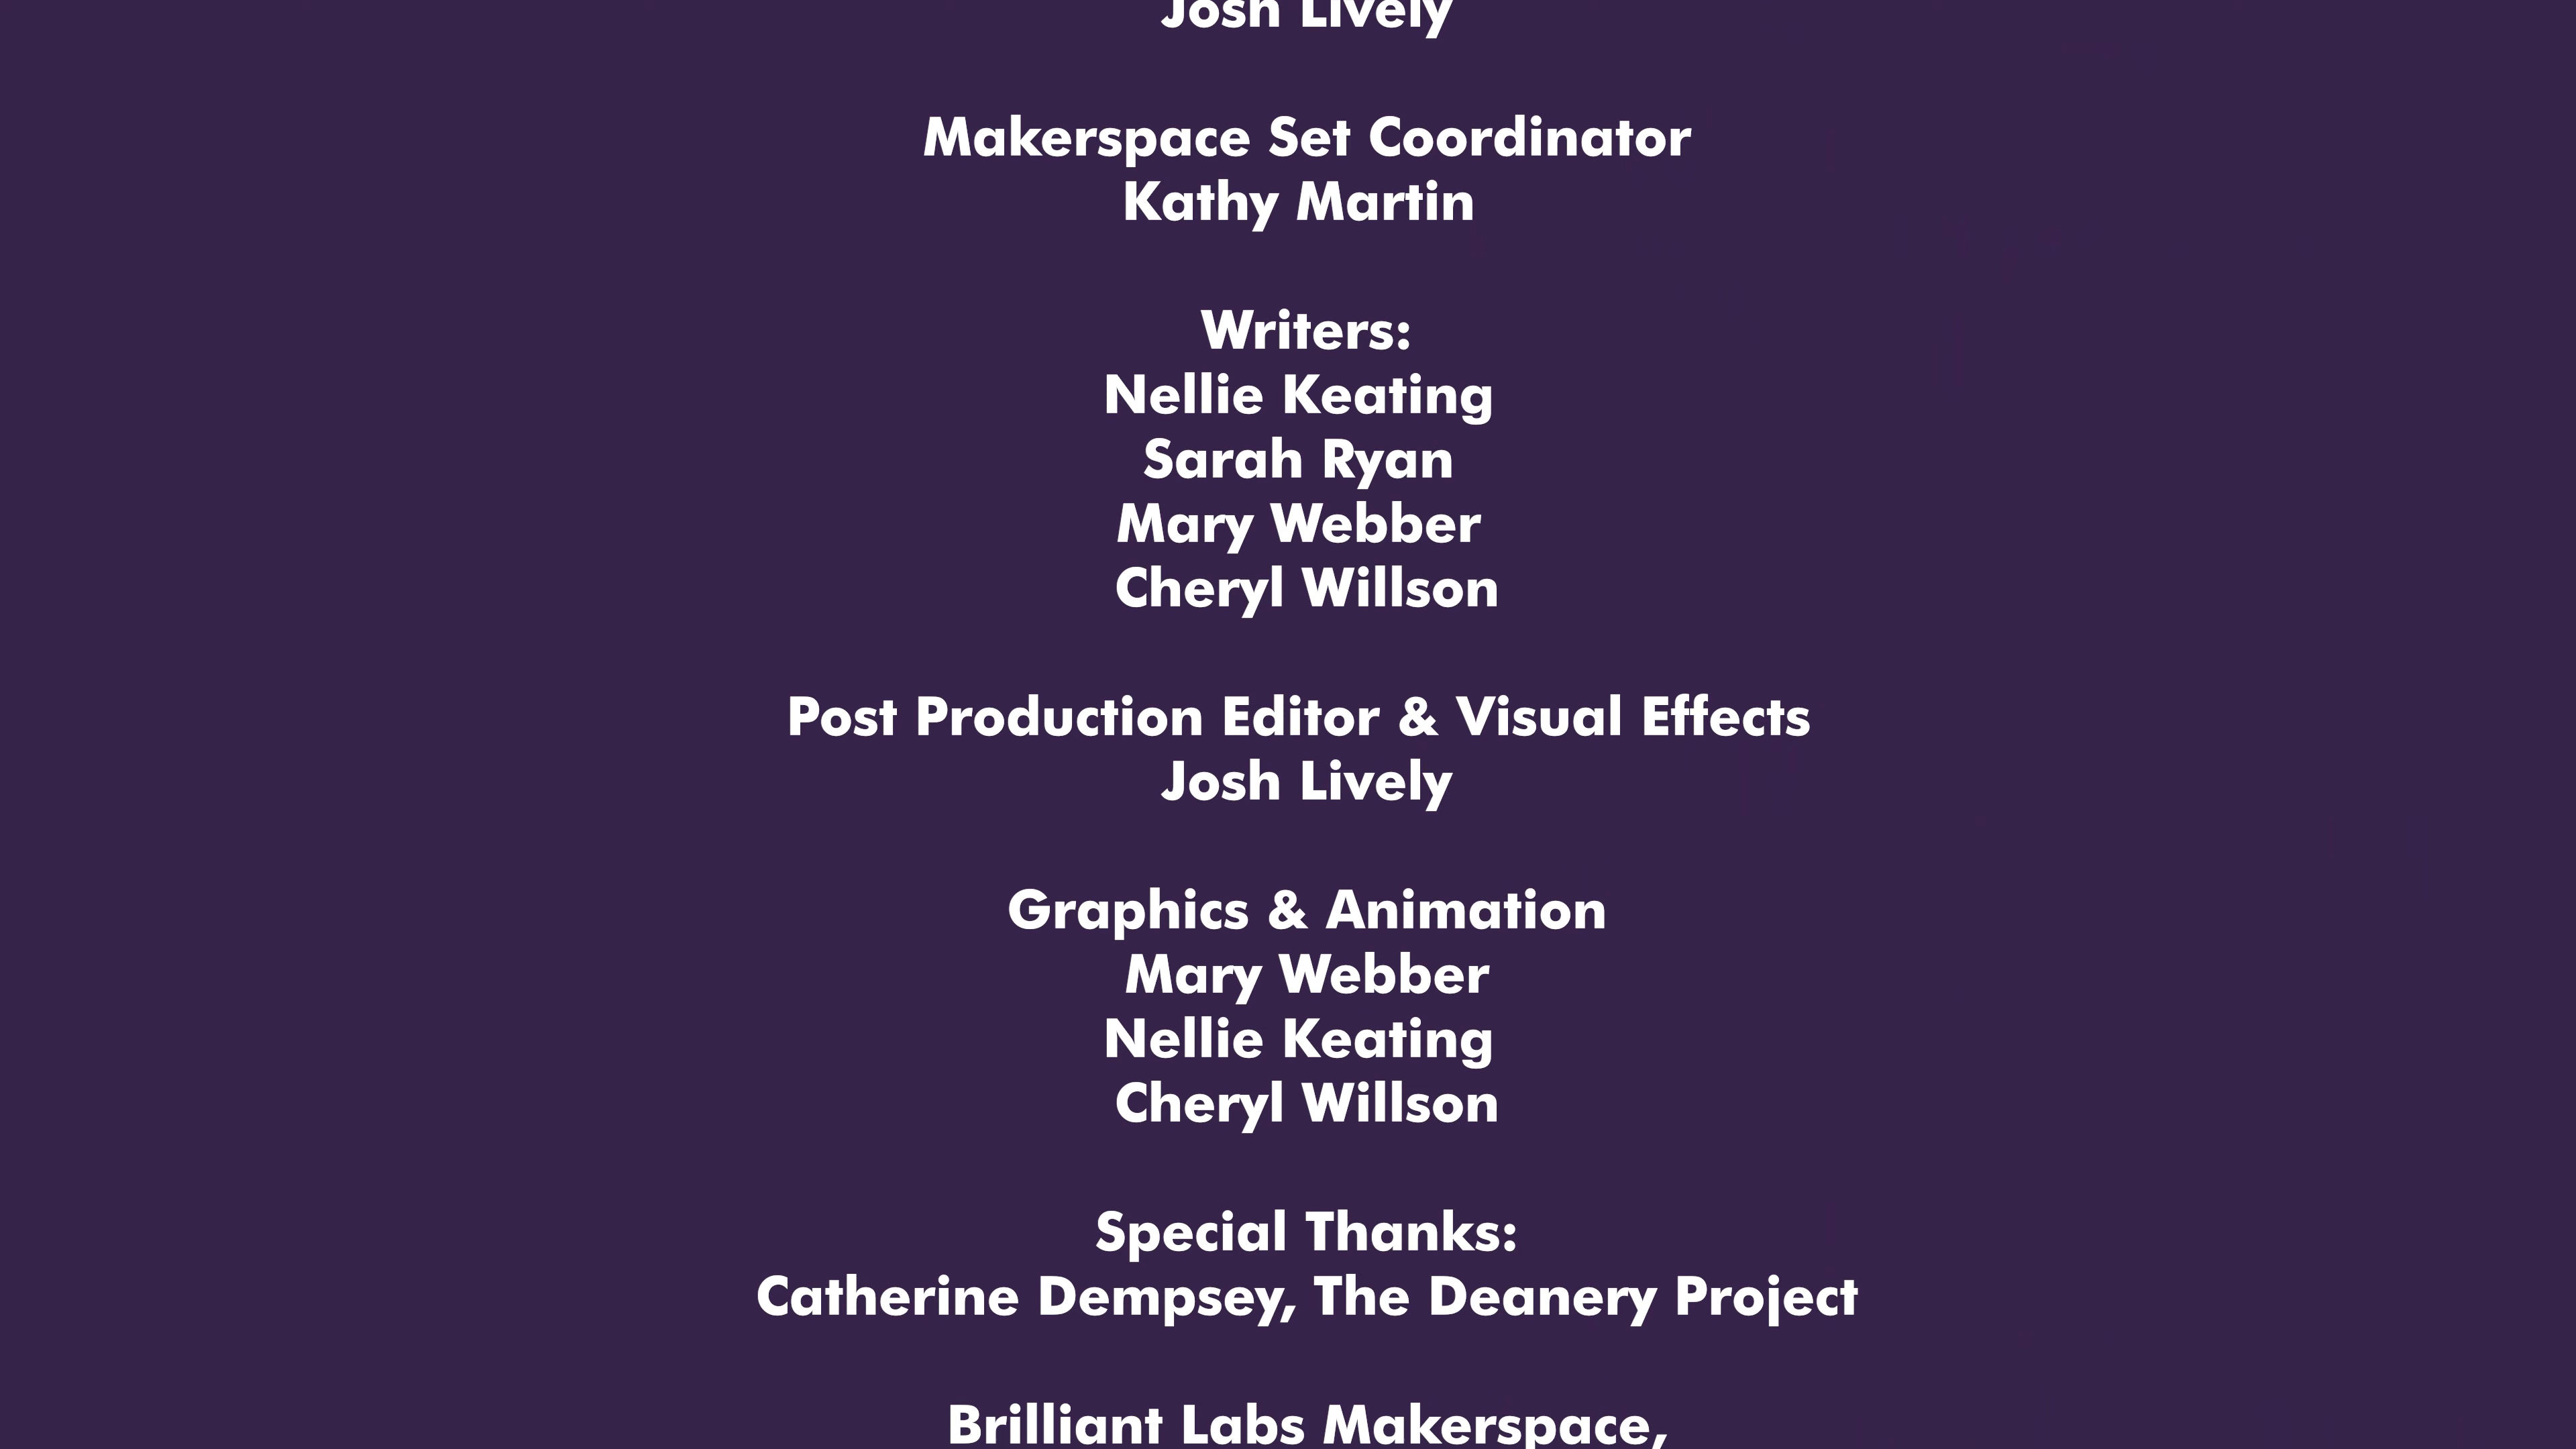 Josh Lively
Makerspace Set Coordinator
Kathy Martin
Writers:
Nellie Keating
Sarah Ryan
Mary Webber
Cheryl Willson
Post Production Editor & Visual Effects
Josh Lively
Graphics & Animation
Mary Webber
Nellie Keating
Cheryl Willson
Special Thanks:
Catherine Dempsey, The Deanery Project
Brilliant Labs Makerspace,